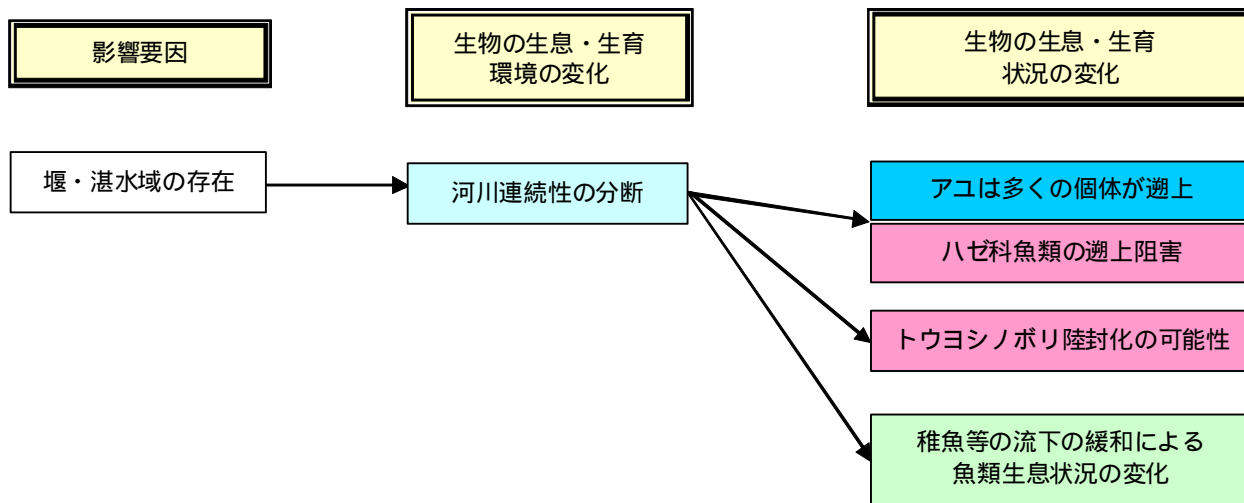 影響要因
生物の生息・生育
環境の変化
生物の生息・生育
状況の変化
堰・湛水域の存在
河川連続性の分断
アユは多くの個体が遡上
ハゼ科魚類の遡上阻害
トウヨシノボリ陸封化の可能性
稚魚等の流下の緩和による
魚類生息状況の変化